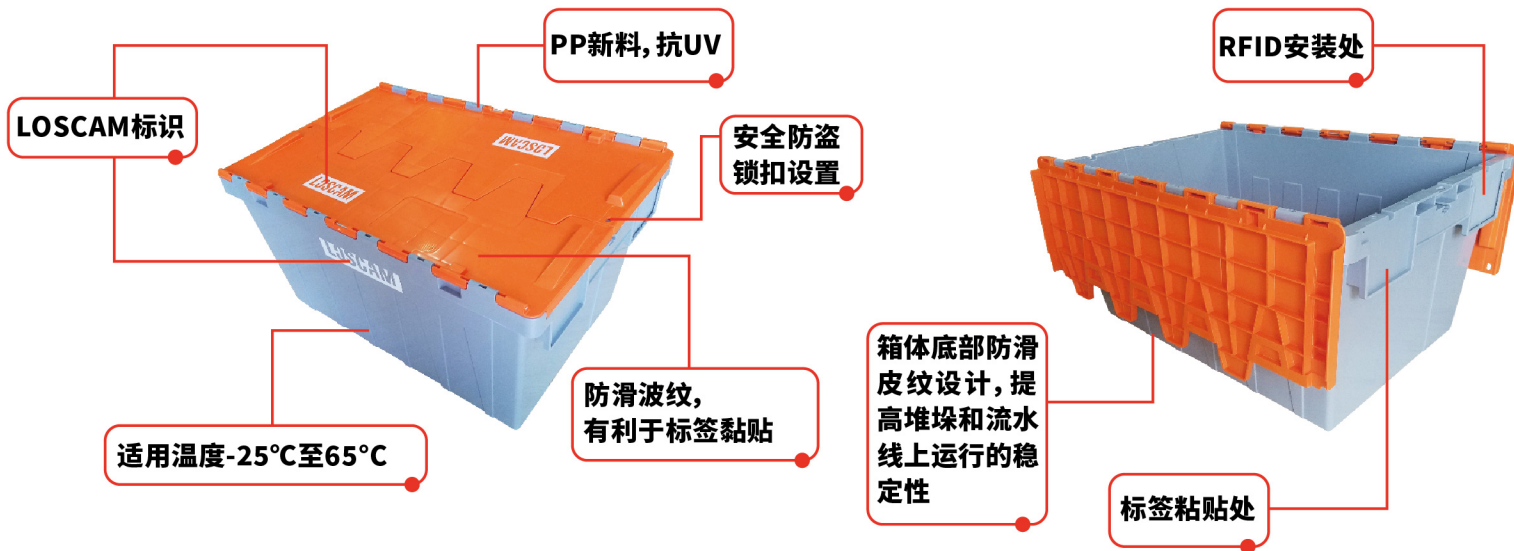 PP新料，抗UV
RFID安装处
LOSCAM标识
安全防盗
锁扣设置
LOSCAM
LOSCAM
LOSCAM
防滑波纹，
有利于标签黏贴
适用温度-25℃至65℃
箱体底部防滑
皮纹设计，提
高堆垛和流水
线上运行的稳
定性
标签粘贴处